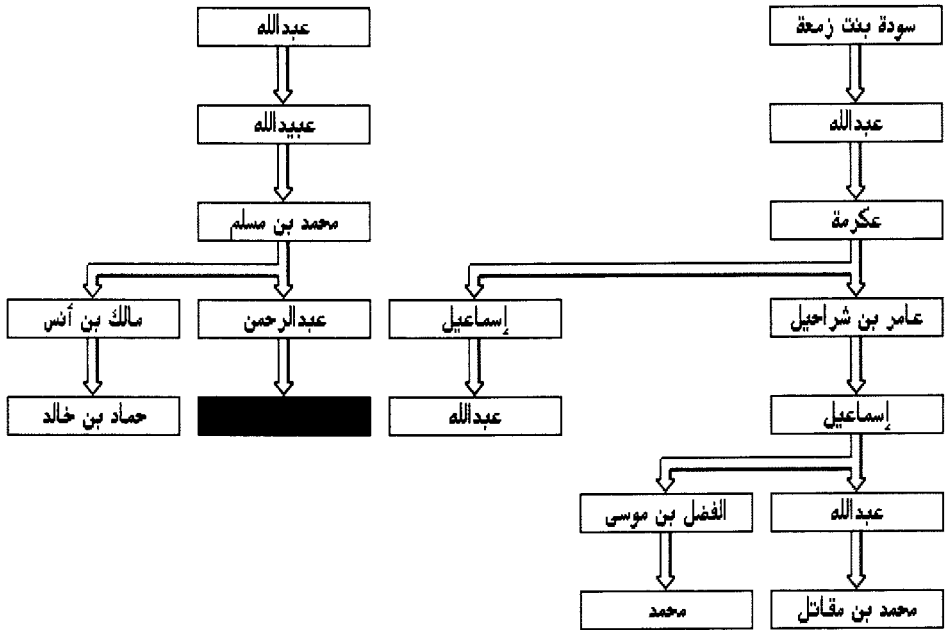 سودة بنت زمعة
عبدالله
عبدالله
عبيدالله
عكرمة
محمد بن مسلم
عامر بن شراحيل
إسماعيل
عبدالرحمن
مالك بن أنس
إسماعيل
عبدالله
حماد بن خالد
عبدالله
الفضل بن موسى
محمد بن مقاتل
محمد